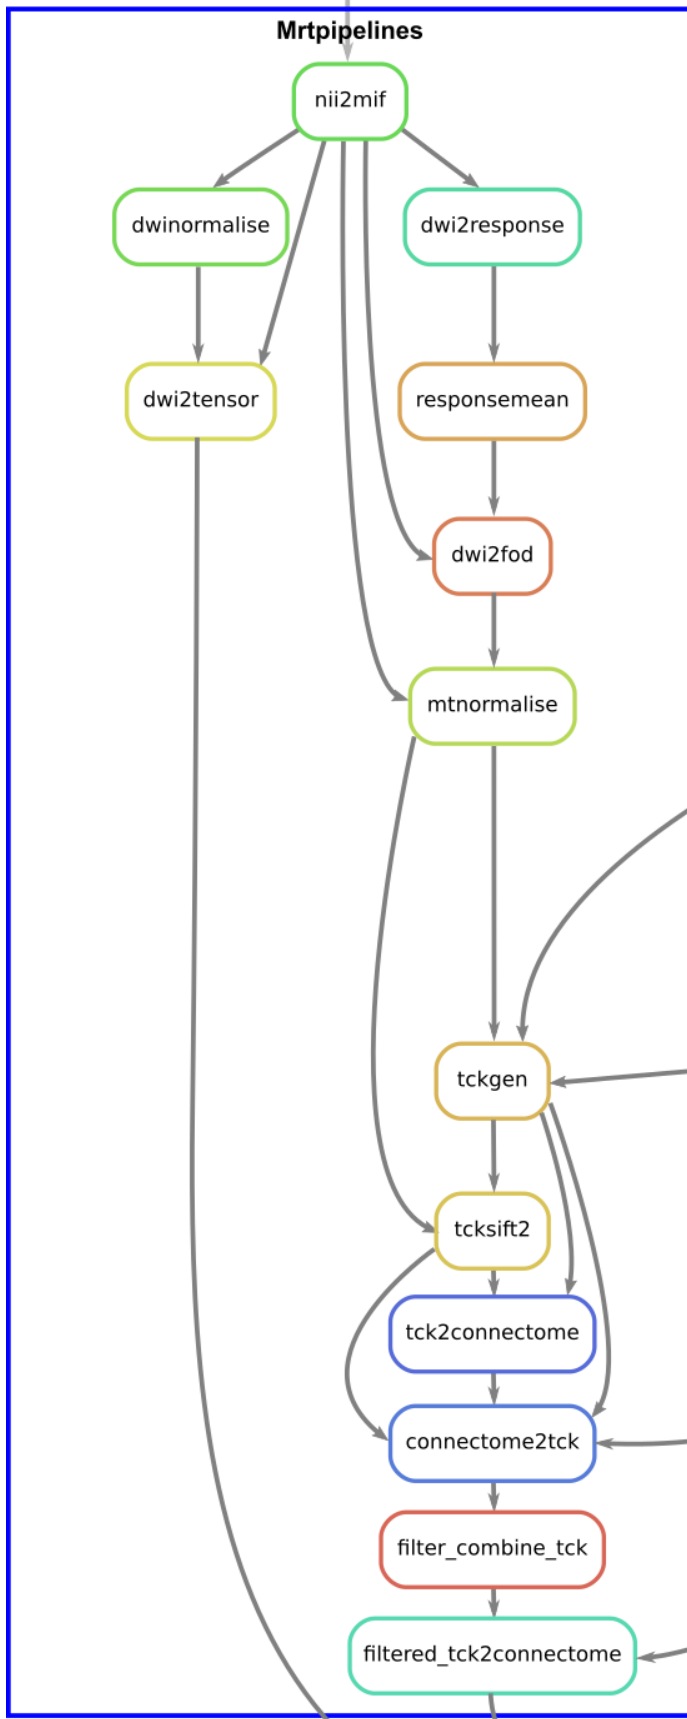 Mrtpipelines
nii2mif
dwinormalise
dwi2response
dwi2tensor
responsemean
dwi2fod
mtnormalise
tckgen
tcksift2
tck2connectome
connectome2tck
filter_combine_tck
filtered_tck2connectome